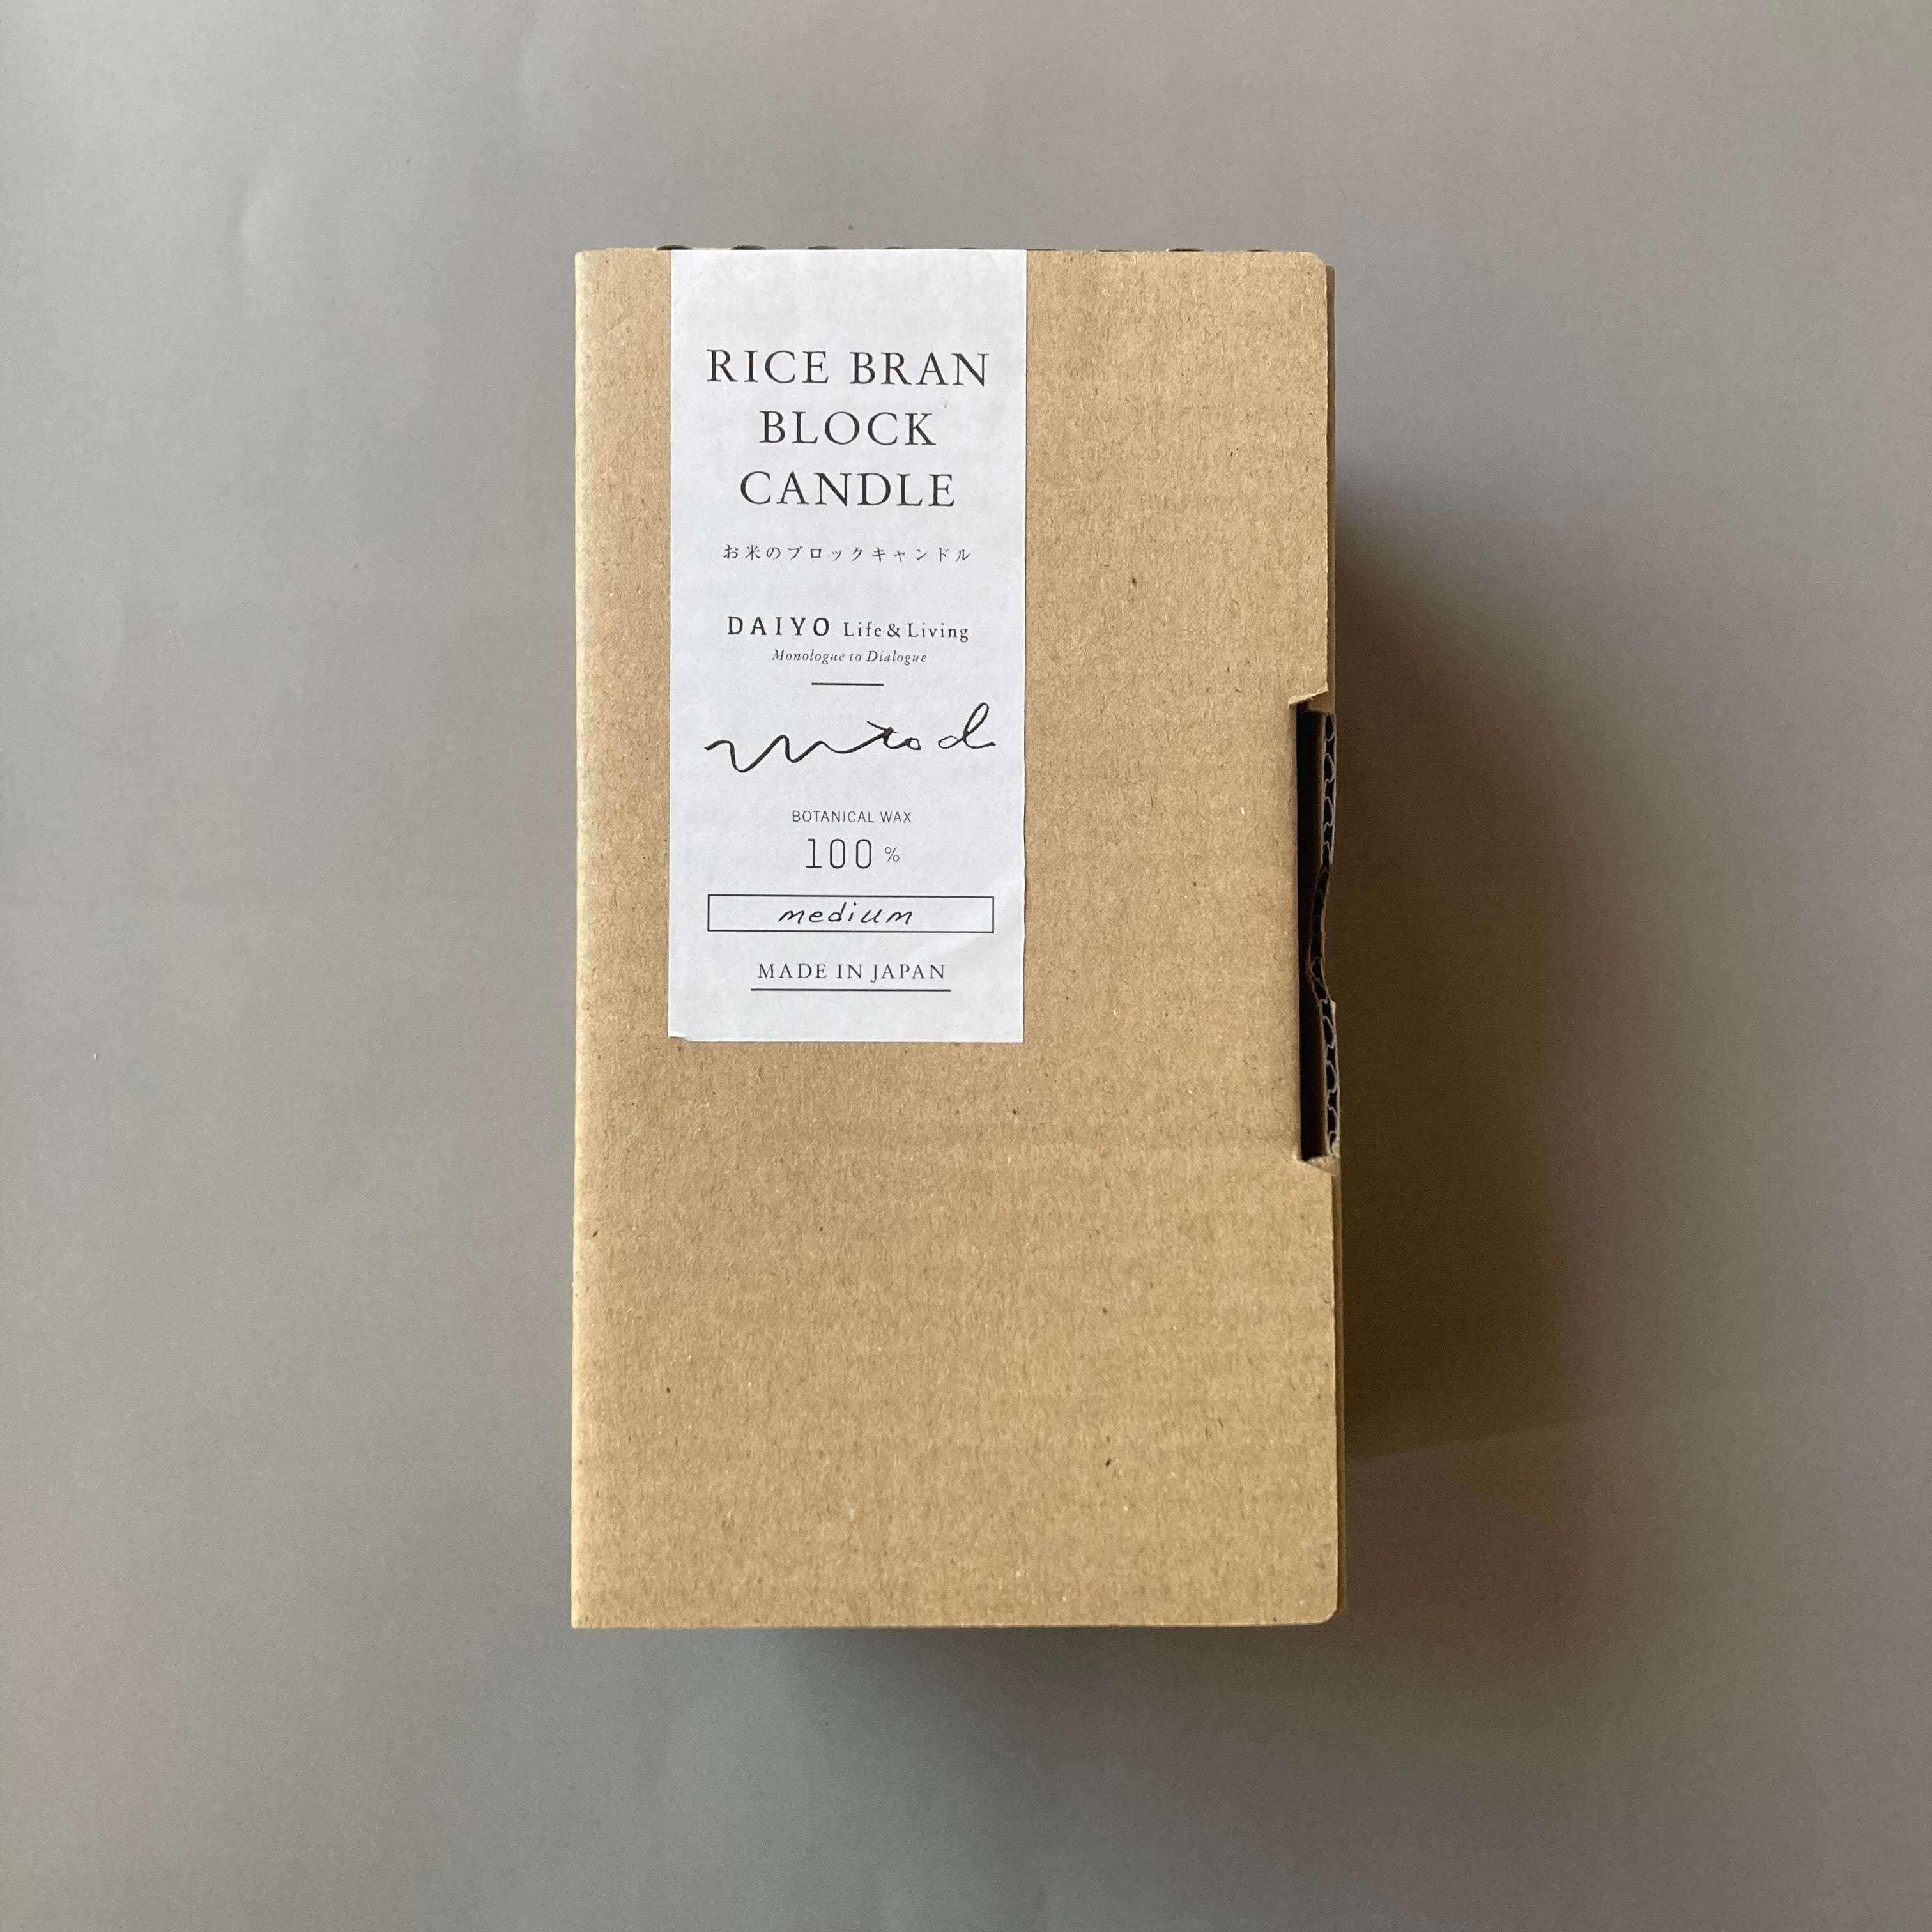 RICE BRAN
BLOCK
CANDLE
お米のブロックキャンドル
DAIYO Life & Living
Monologue to Dialogue
m to d
BOTANICAL WAX
100 %
medium
MADE IN JAPAN